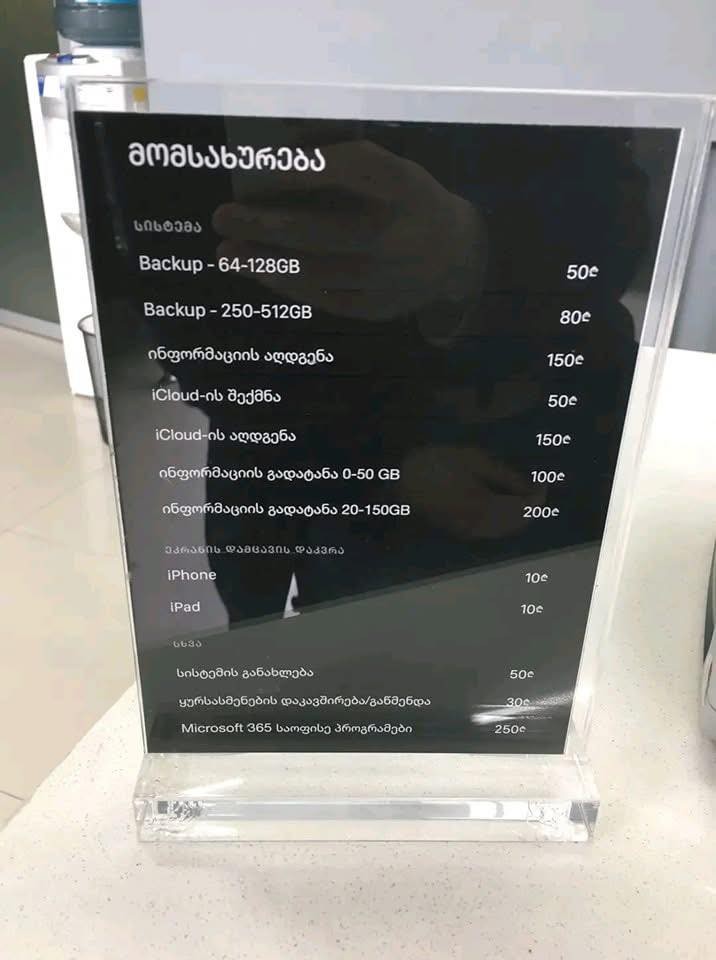 მომსახურება
სისტემა
Backup - 64-128GB 50₾
Backup - 250-512GB 80₾
ინფორმაციის აღდგენა 150₾
iCloud-ის შექმნა 50₾
iCloud-ის აღდგენა 150₾
ინფორმაციის გადატანა 0-50 GB 100₾
ინფორმაციის გადატანა 20-150GB 200₾
ეკრანის დამცავის დაკვრა
iPhone 10₾
iPad 10₾
სხვა
სისტემის განახლება 50₾
ყურსასმენების დაკავშირება/გაწმენდა 30₾
Microsoft 365 საოფისე პროგრამები 250₾